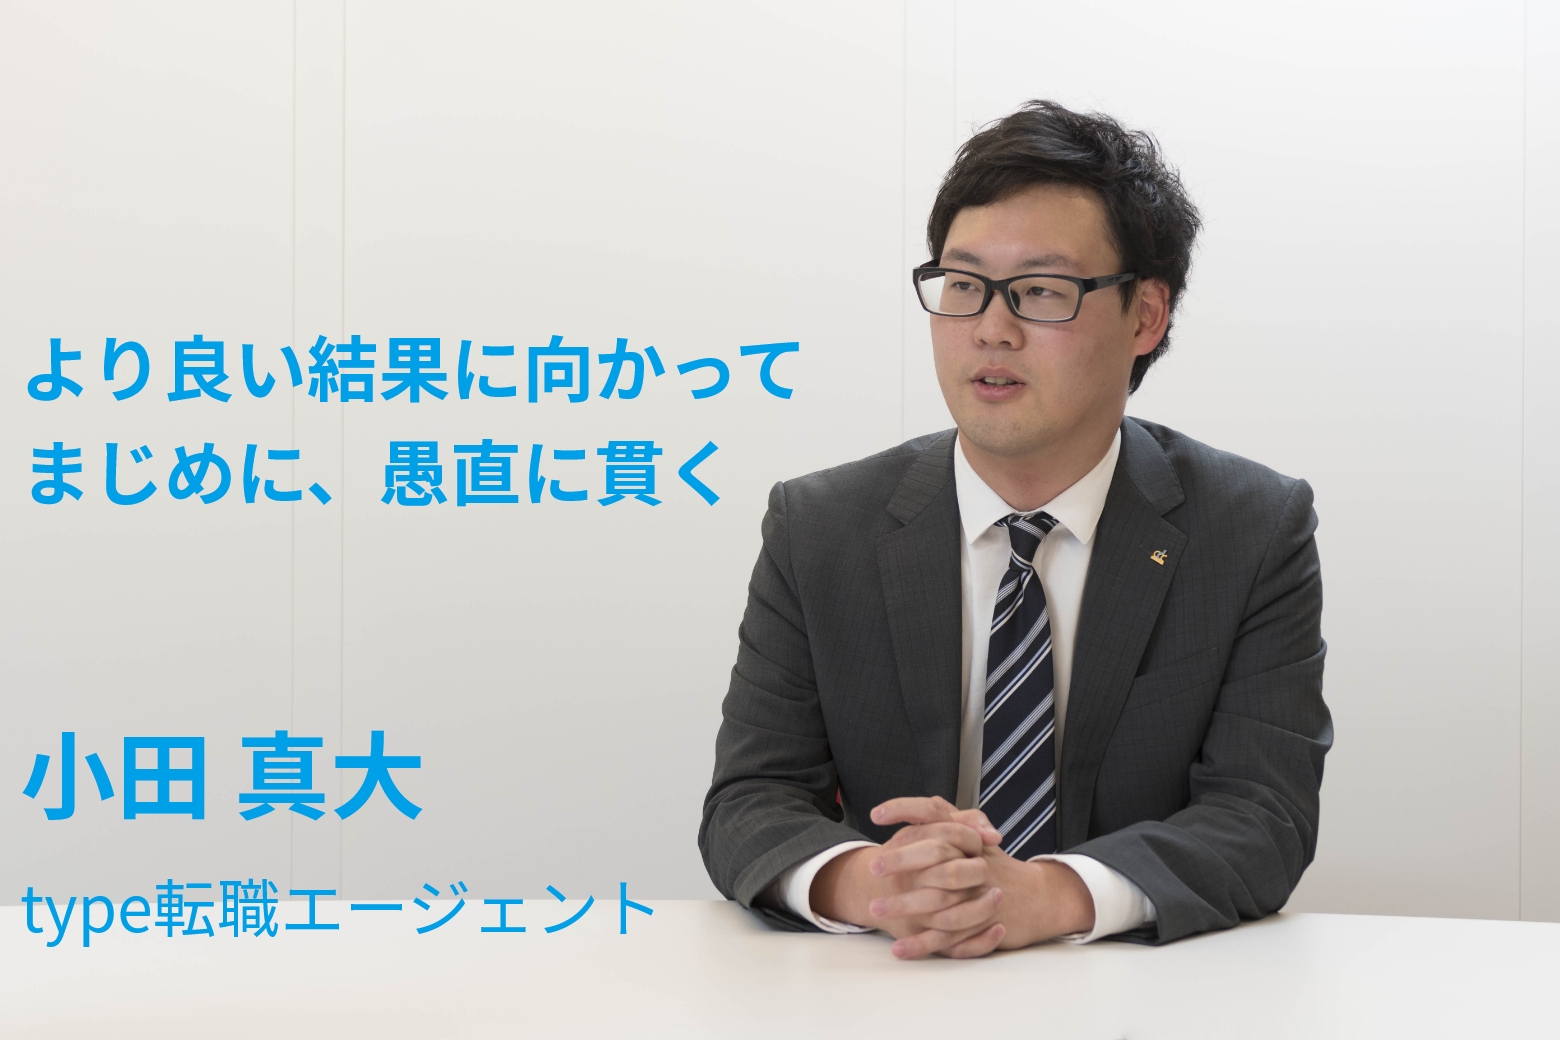 より良い結果に向かって
まじめに、愚直に貫く
小田 真大
type転職エージェント